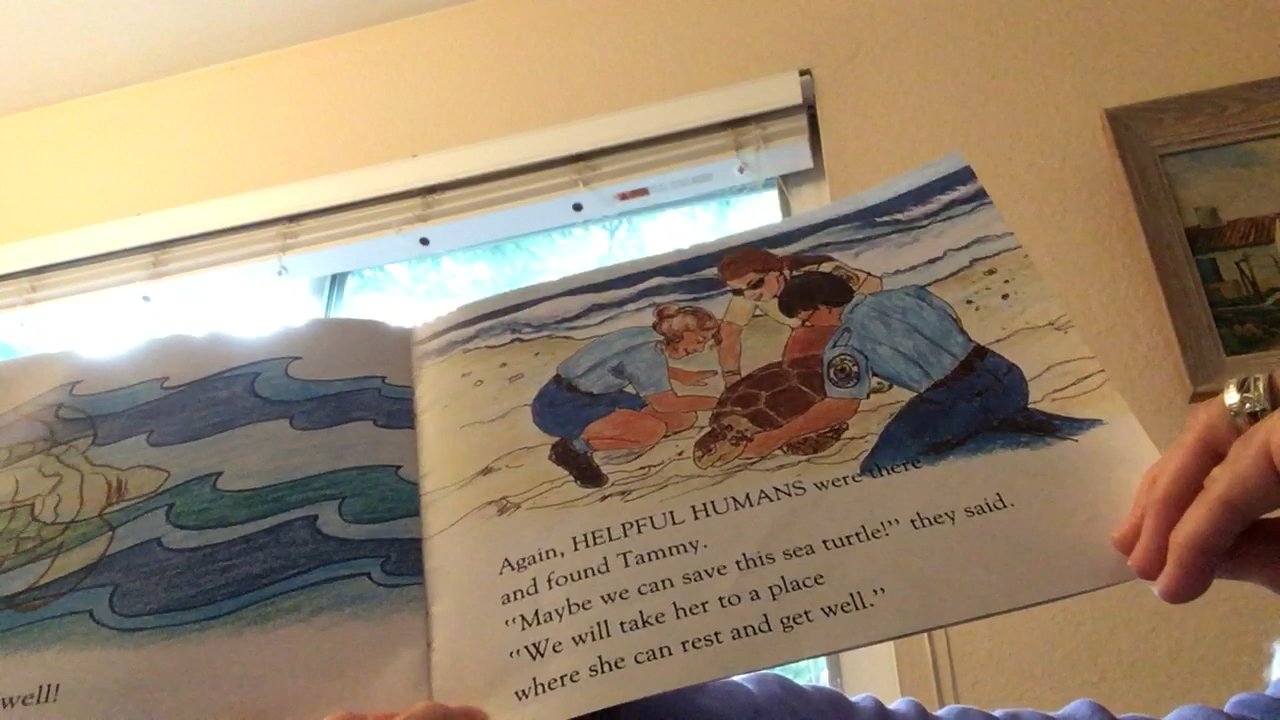 well!
Again, HELPFUL HUMANS were there
and found Tammy.
“Maybe we can save this sea turtle!” they said.
“We will take her to a place
where she can rest and get well.”